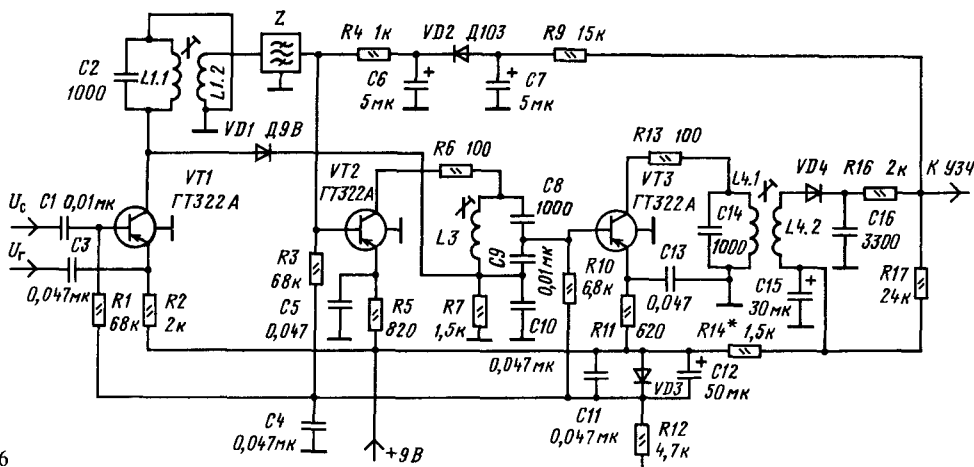 Z
R4 1к
VD2 Д103
R9 15к
C2
1000
L1.1
L1.2
C6
5мк
+
C7
5мк
+
VD1 Д9В
R6 100
R13 100
VT1
ГТ322А
VT2
ГТ322А
VT3
ГТ322А
L4.1
VD4
R16 2к
К УЗЧ
Uс
C1 0,01мк
C8
1000
C14
1000
L4.2
C16
3300
Uг
C3
0,047мк
R3
68к
L3
C9
0,01мк
R10
6,8к
C13
0,047
R17
24к
R1
68к
R2
2к
C5
0,047
R5
820
R7
1,5к
C10
R11
620
C15
30мк
+
R14* 1,5к
0,047мк
C12
50мк
+
VD3
C4
0,047мк
+9В
C11
0,047мк
R12
4,7к
6